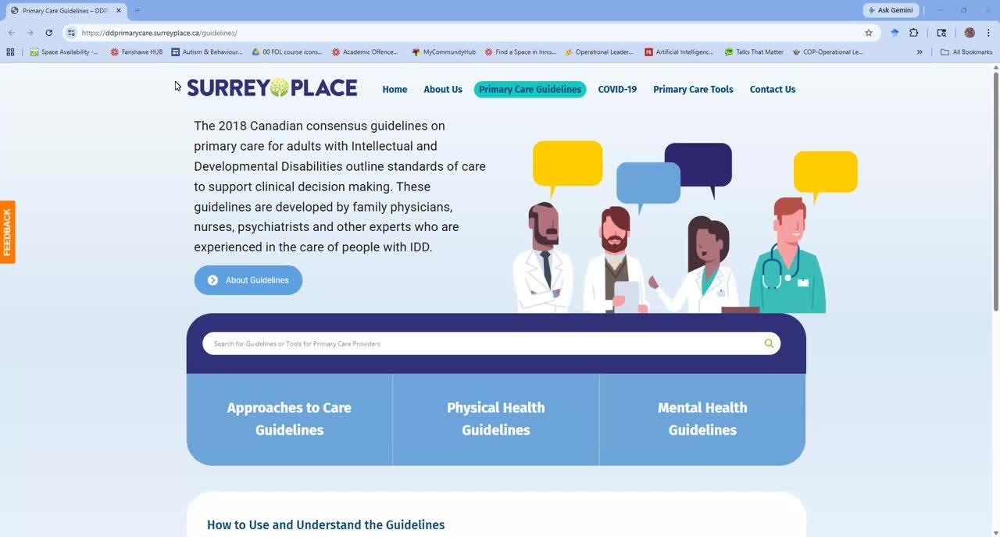 Primary Care Guidelines – DDP
Ask Gemini
https://ddprimarycare.surreyplace.ca/guidelines/
Space Availability -...
Fanshawe HUB
Autism & Behaviour...
00 FOL course icons...
Academic Offence...
MyCommunityHub
Find a Space in Inno...
Operational Leader...
Artificial Intelligenc...
Talks That Matter
COP-Operational Le...
All Bookmarks
SURREY PLACE
Home
About Us
Primary Care Guidelines
COVID-19
Primary Care Tools
Contact Us
The 2018 Canadian consensus guidelines on
primary care for adults with Intellectual and
Developmental Disabilities outline standards of care
to support clinical decision making. These
guidelines are developed by family physicians,
nurses, psychiatrists and other experts who are
experienced in the care of people with IDD.
About Guidelines
FEEDBACK
Search for Guidelines or Tools for Primary Care Providers
Approaches to Care
Guidelines
Physical Health
Guidelines
Mental Health
Guidelines
How to Use and Understand the Guidelines